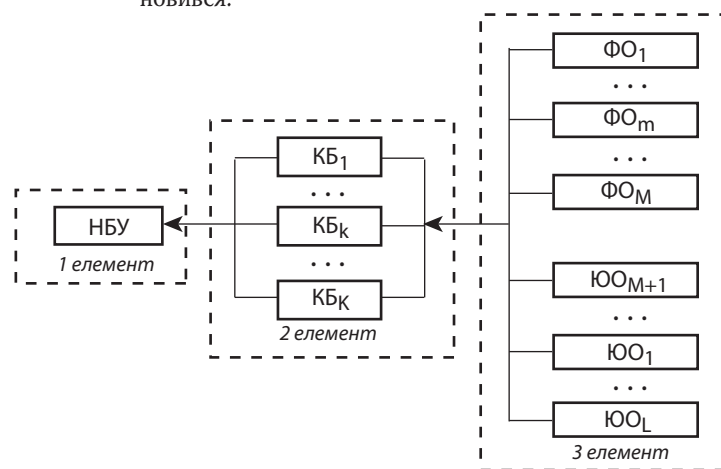 новився.
НБУ
1 елемент
КБ1
. . .
КБk
. . .
КБK
2 елемент
ФО1
. . .
ФОm
. . .
ФОM
ЮОM+1
. . .
ЮО1
. . .
ЮОL
3 елемент